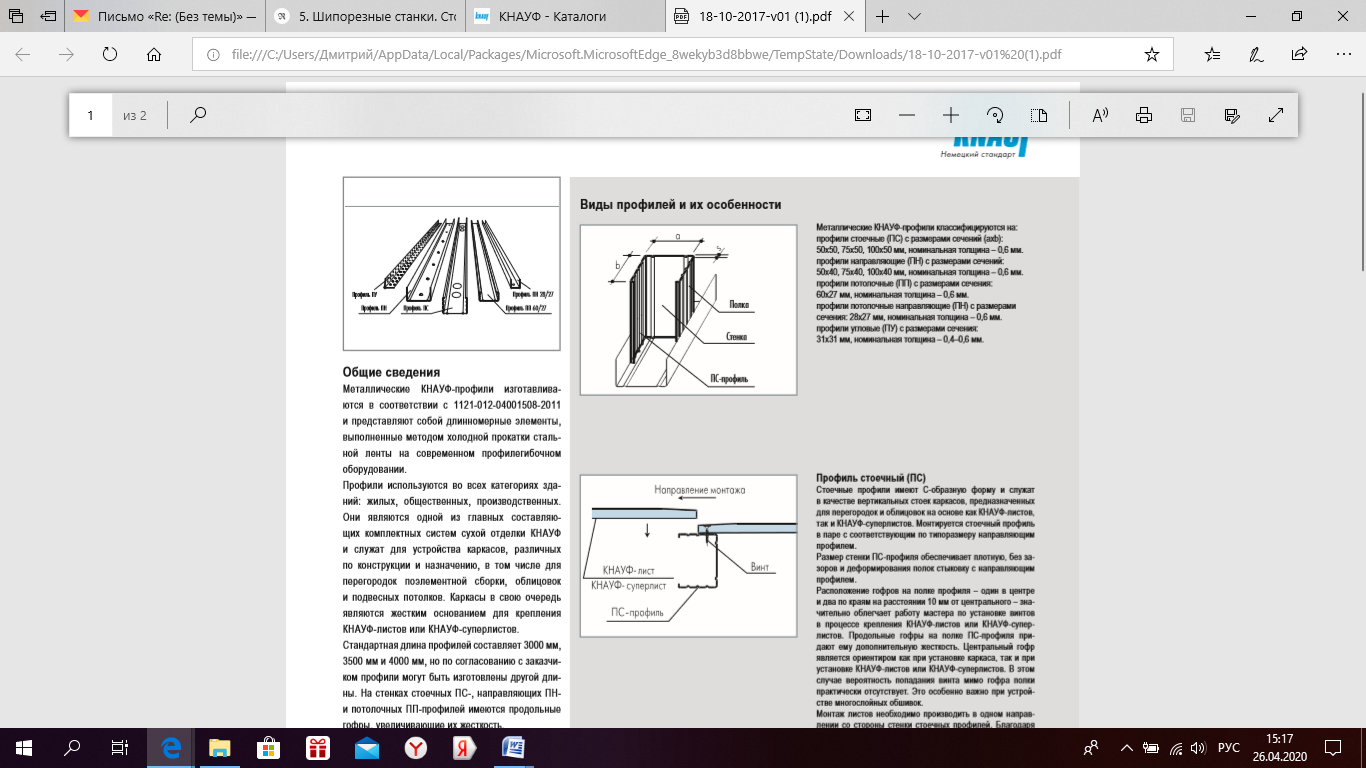 Письмо «Re: (Без темы)» —
5. Шипорезные станки. Сто
КНАУФ - Каталоги
18-10-2017-v01 (1).pdf
file:///C:/Users/Дмитрий/AppData/Local/Packages/Microsoft.MicrosoftEdge_8wekyb3d8bbwe/TempState/Downloads/18-10-2017-v01%20(1).pdf
1 из 2
KNAUF
Немецкий стандарт
Профиль ПУ
Профиль ПН
Профиль ПС
Профиль ПП 60/27
Профиль ПН 28/27
Общие сведения
Металлические КНАУФ-профили изготавлива-
ются в соответствии с 1121-012-04001508-2011
и представляют собой длинномерные элементы,
выполненные методом холодной прокатки сталь-
ной ленты на современном профилегибочном
оборудовании.
Профили используются во всех категориях зда-
ний: жилых, общественных, производственных.
Они являются одной из главных составляю-
щих комплектных систем сухой отделки КНАУФ
и служат для устройства каркасов, различных
по конструкции и назначению, в том числе для
перегородок поэлементной сборки, облицовок
и подвесных потолков. Каркасы в свою очередь
являются жестким основанием для крепления
КНАУФ-листов или КНАУФ-суперлистов.
Стандартная длина профилей составляет 3000 мм,
3500 мм и 4000 мм, но по согласованию с заказчи-
ком профили могут быть изготовлены другой дли-
ны. На стенках стоечных ПС-, направляющих ПН-
и потолочных ПП-профилей имеются продольные
гофры, увеличивающие их жесткость.
Виды профилей и их особенности
a
b
s
Полка
Стенка
ПС-профиль
Металлические КНАУФ-профили классифицируются на:
профили стоечные (ПС) с размерами сечений (axb):
50x50, 75x50, 100x50 мм, номинальная толщина – 0,6 мм.
профили направляющие (ПН) с размерами сечений:
50x40, 75x40, 100x40 мм, номинальная толщина – 0,6 мм.
профили потолочные (ПП) с размерами сечения:
60x27 мм, номинальная толщина – 0,6 мм.
профили потолочные направляющие (ПН) с размерами
сечения: 28x27 мм, номинальная толщина – 0,6 мм.
профили угловые (ПУ) с размерами сечения:
31x31 мм, номинальная толщина – 0,4–0,6 мм.
Направление монтажа
КНАУФ-лист
КНАУФ-суперлист
Винт
ПС-профиль
Профиль стоечный (ПС)
Стоечные профили имеют С-образную форму и служат
в качестве вертикальных стоек каркасов, предназначенных
для перегородок и облицовок на основе как КНАУФ-листов,
так и КНАУФ-суперлистов. Монтируется стоечный профиль
в паре с соответствующим по типоразмеру направляющим
профилем.
Размер стенки ПС-профиля обеспечивает плотную, без за-
зоров и деформирования полок стыковку с направляющим
профилем.
Расположение гофров на полке профиля – один в центре
и два по краям на расстоянии 10 мм от центрального – зна-
чительно облегчает работу мастера по установке винтов
в процессе крепления КНАУФ-листов или КНАУФ-супер-
листов. Продольные гофры на полке ПС-профиля при-
дают ему дополнительную жесткость. Центральный гофр
является ориентиром как при установке каркаса, так и при
установке КНАУФ-листов или КНАУФ-суперлистов. В этом
случае вероятность попадания винта мимо гофра полки
практически отсутствует. Это особенно важно при устрой-
стве многослойных обшивок.
Монтаж листов необходимо производить в одном направ-
лении со стороны стенки стоечных профилей. Благодаря
РУС
15:17
26.04.2020